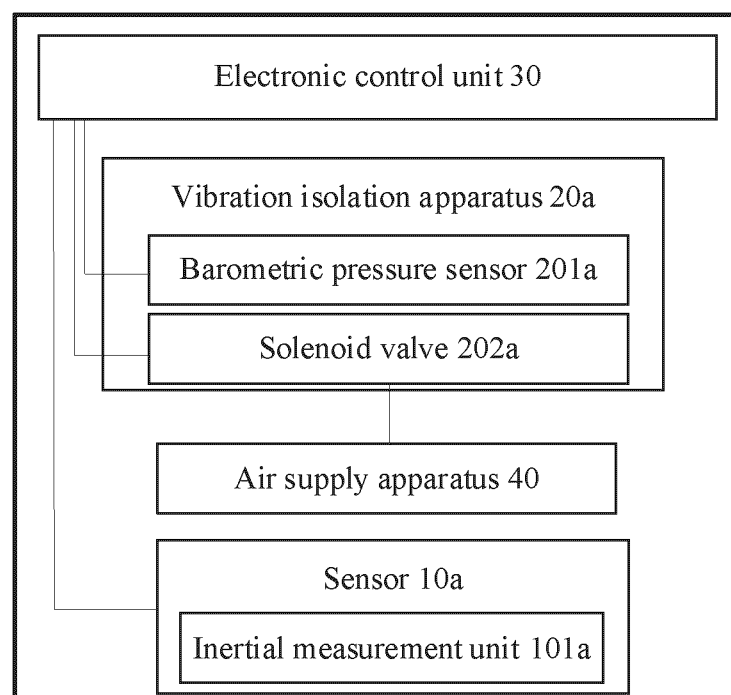 Electronic control unit 30
Vibration isolation apparatus 20a
Barometric pressure sensor 201a
Solenoid valve 202a
Air supply apparatus 40
Sensor 10a
Inertial measurement unit 101a